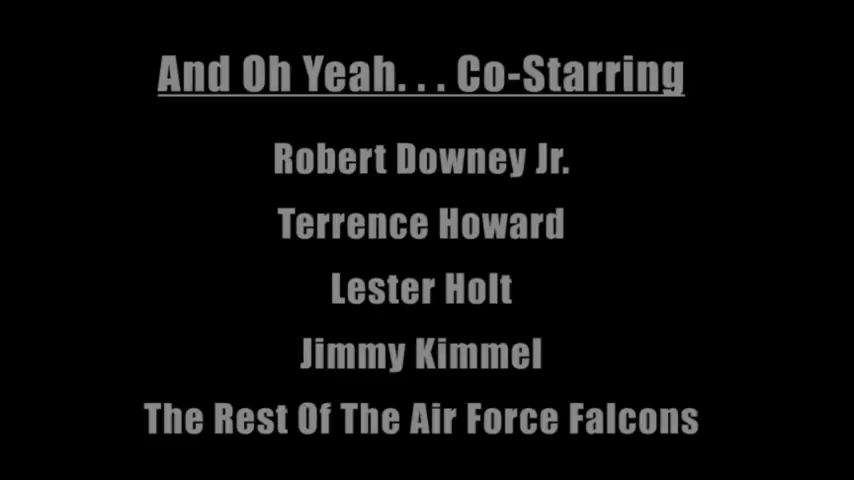 And Oh Yeah. . . Co-Starring
Robert Downey Jr.
Terrence Howard
Lester Holt
Jimmy Kimmel
The Rest Of The Air Force Falcons